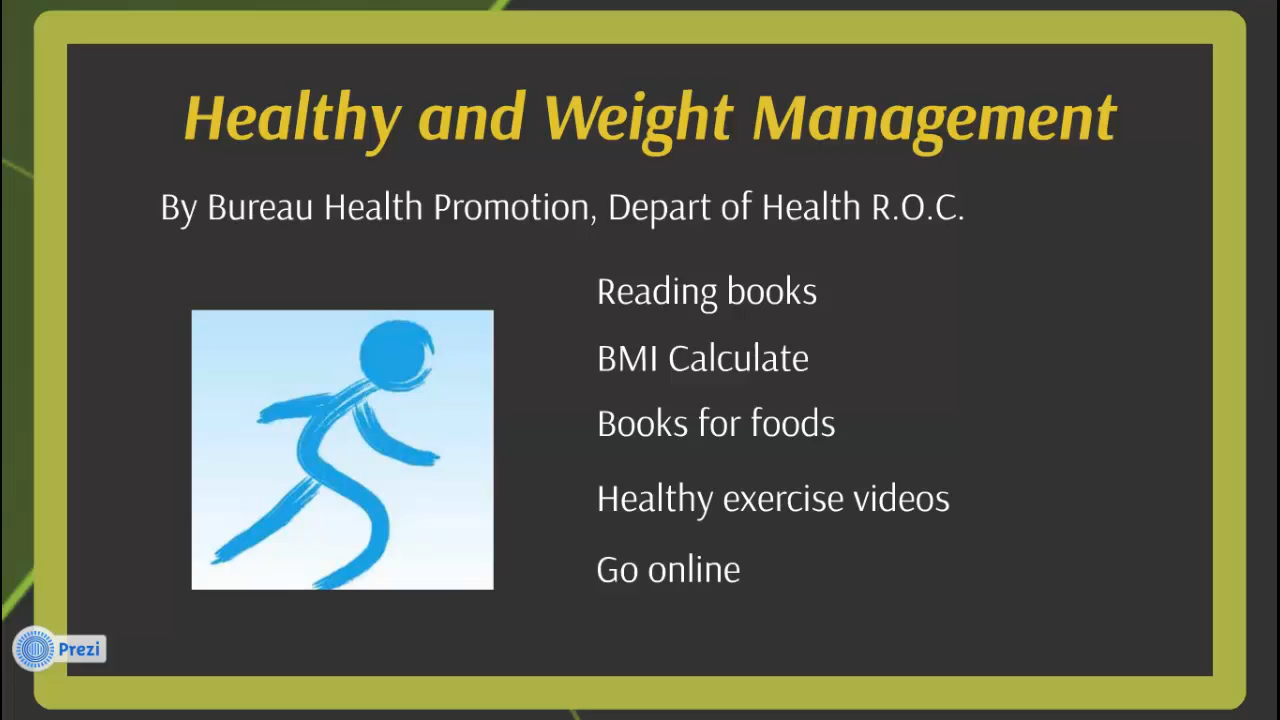 Healthy and Weight Management
By Bureau Health Promotion, Depart of Health R.O.C.
Reading books
BMI Calculate
Books for foods
Healthy exercise videos
Go online
Prezi